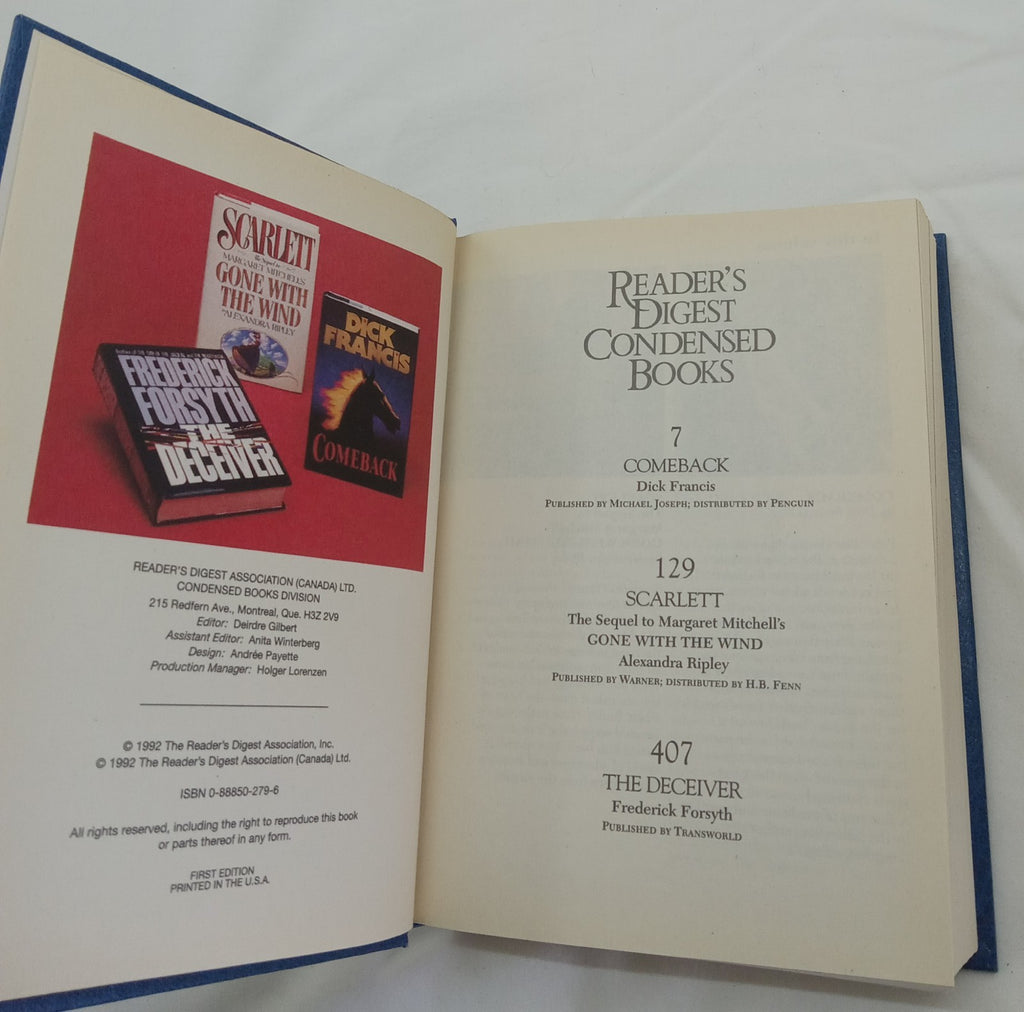 SCARLETT
the Sequel to
MARGARET MITCHELL'S
GONE WITH
THE WIND
ALEXANDRA RIPLEY
DICK
FRANCIS
COMEBACK
FREDERICK
FORSYTH
THE
DECEIVER
READER'S DIGEST ASSOCIATION (CANADA) LTD.
CONDENSED BOOKS DIVISION
215 Redfern Ave., Montreal, Que. H3Z 2V9
Editor: Deirdre Gilbert
Assistant Editor: Anita Winterberg
Design: Andrée Payette
Production Manager: Holger Lorenzen
© 1992 The Reader's Digest Association, Inc.
© 1992 The Reader's Digest Association (Canada) Ltd.
ISBN 0-88850-279-6
All rights reserved, including the right to reproduce this book
or parts thereof in any form.
FIRST EDITION
PRINTED IN THE U.S.A.
READER'S
DIGEST
CONDENSED
BOOKS
7
COMEBACK
Dick Francis
PUBLISHED BY MICHAEL JOSEPH; DISTRIBUTED BY PENGUIN
129
SCARLETT
The Sequel to Margaret Mitchell's
GONE WITH THE WIND
Alexandra Ripley
PUBLISHED BY WARNER; DISTRIBUTED BY H.B. FENN
407
THE DECEIVER
Frederick Forsyth
PUBLISHED BY TRANSWORLD